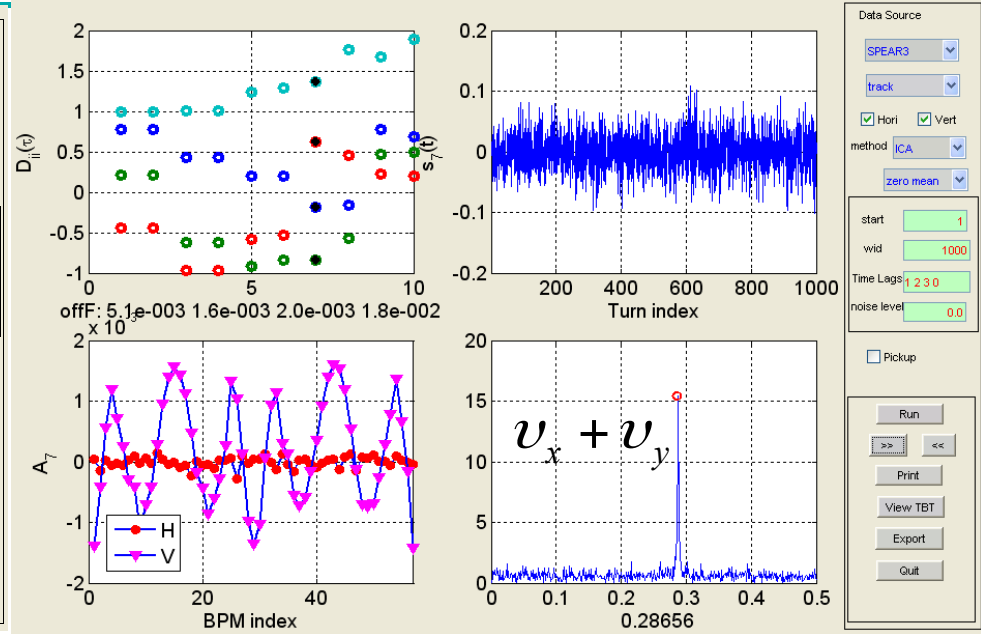 2
1.5
1
0.5
0
-0.5
-1
D_ii(τ)
0
5
10
offF: 5.1e-003 1.6e-003 2.0e-003 1.8e-002
0.2
0.1
0
-0.1
-0.2
s_7(t)
200
400
600
800
1000
Turn index
x 10^-3
2
1
0
-1
-2
A_7
H
V
0
20
40
BPM index
20
15
10
5
0
υ_x + υ_y
0
0.1
0.2
0.3
0.4
0.5
0.28656
Data Source
SPEAR3
track
Hori Vert
method ICA
zero mean
start 1
wid 1000
Time Lags 1 2 3 0
noise level 0.0
Pickup
Run
>> <<
Print
View TBT
Export
Quit